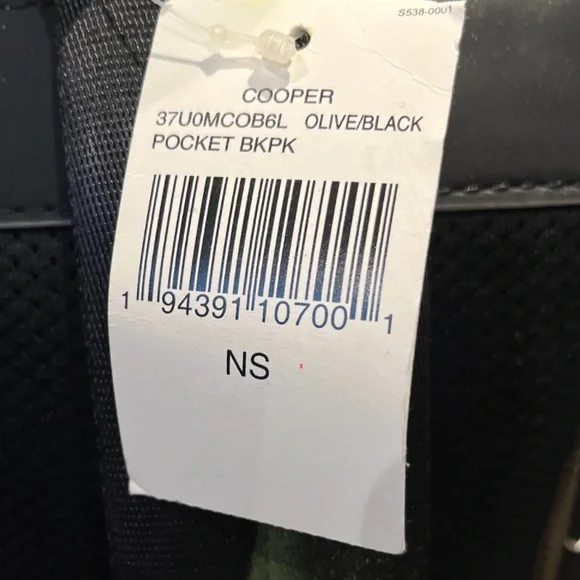 S538-0001
COOPER
37U0MCOB6L OLIVE/BLACK
POCKET BKPK
1 94391 10700 1
NS